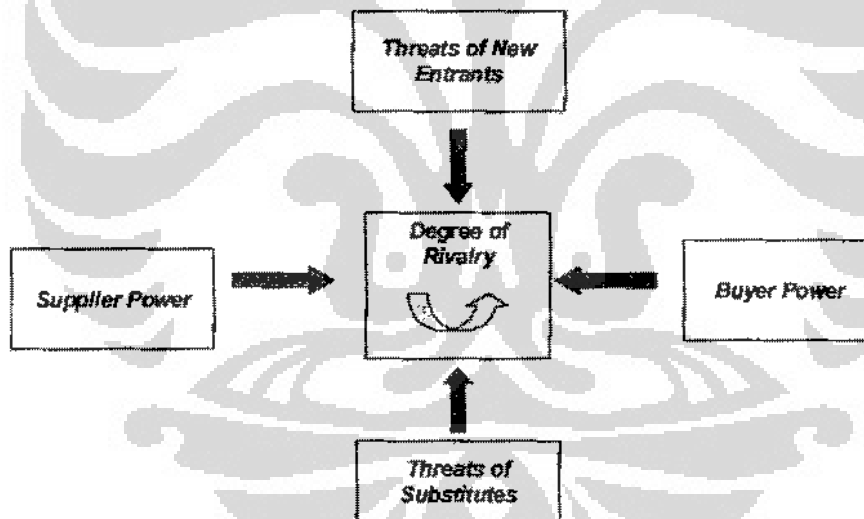 Threats of New
Entrants
Degree of
Rivalry
Supplier Power
Buyer Power
Threats of
Substitutes